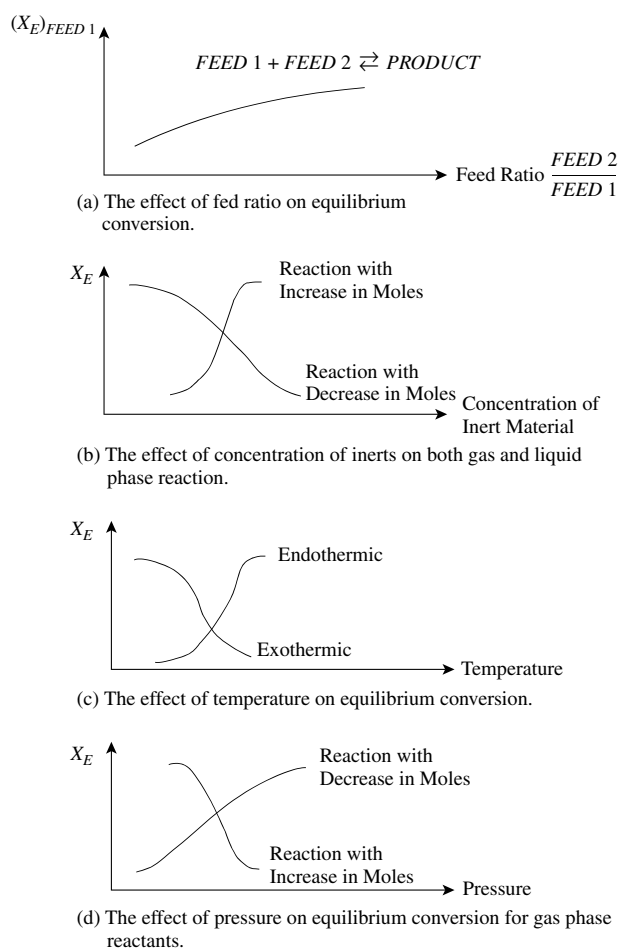 (X_E)_FEED 1
FEED 1 + FEED 2 ⇄ PRODUCT
Feed Ratio FEED 2
FEED 1
(a) The effect of fed ratio on equilibrium
conversion.
X_E
Reaction with
Increase in Moles
Reaction with
Decrease in Moles
Concentration of
Inert Material
(b) The effect of concentration of inerts on both gas and liquid
phase reaction.
X_E
Endothermic
Exothermic
Temperature
(c) The effect of temperature on equilibrium conversion.
X_E
Reaction with
Decrease in Moles
Reaction with
Increase in Moles
Pressure
(d) The effect of pressure on equilibrium conversion for gas phase
reactants.